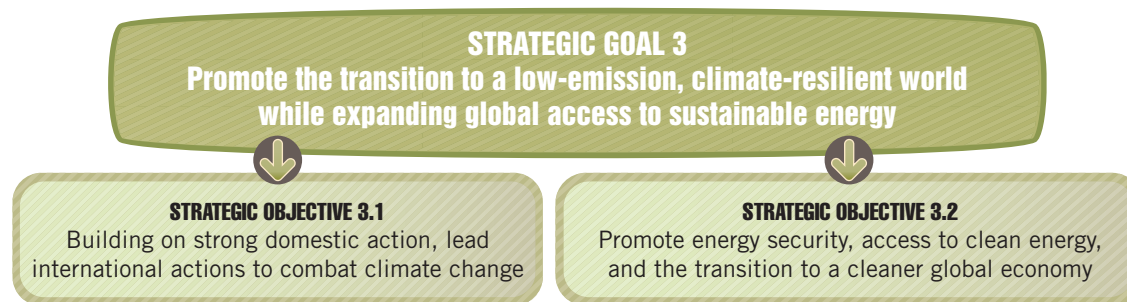 STRATEGIC GOAL 3
Promote the transition to a low-emission, climate-resilient world
while expanding global access to sustainable energy
STRATEGIC OBJECTIVE 3.1
Building on strong domestic action, lead
international actions to combat climate change
STRATEGIC OBJECTIVE 3.2
Promote energy security, access to clean energy,
and the transition to a cleaner global economy